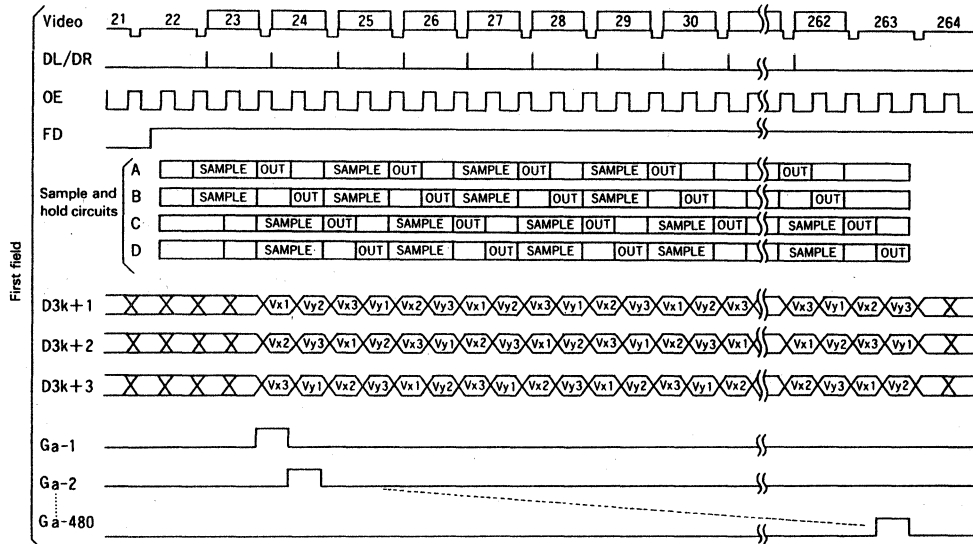 First field
Video 21 22 23 24 25 26 27 28 29 30 262 263 264
DL/DR
OE
FD
Sample and hold circuits
A SAMPLE OUT SAMPLE OUT SAMPLE OUT SAMPLE OUT OUT
B SAMPLE OUT SAMPLE OUT SAMPLE OUT SAMPLE OUT OUT
C SAMPLE OUT SAMPLE OUT SAMPLE OUT SAMPLE OUT SAMPLE OUT
D SAMPLE OUT SAMPLE OUT SAMPLE OUT SAMPLE OUT SAMPLE OUT
D3k+1 Vx1 Vy2 Vx3 Vy1 Vx2 Vy3 Vx1 Vy2 Vx3 Vy1 Vx2 Vy3 Vx1 Vy2 Vx3 Vx3 Vy1 Vx2 Vy3
D3k+2 Vx2 Vy3 Vx1 Vy2 Vx3 Vy1 Vx2 Vy3 Vx1 Vy2 Vx3 Vy1 Vx2 Vy3 Vx1 Vx1 Vy2 Vx3 Vy1
D3k+3 Vx3 Vy1 Vx2 Vy3 Vx1 Vy2 Vx3 Vy1 Vx2 Vy3 Vx1 Vy2 Vx3 Vy1 Vx2 Vx2 Vy3 Vx1 Vy2
Ga-1
Ga-2
Ga-480